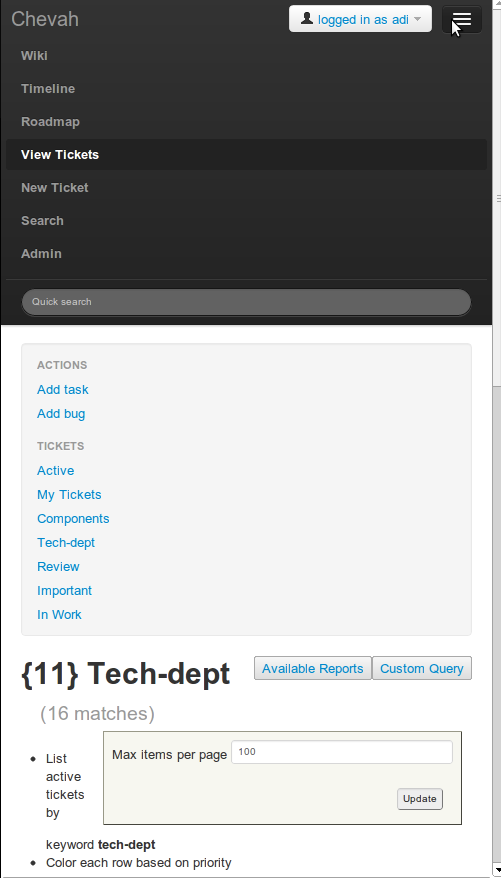 Chevah
logged in as adi
Wiki
Timeline
Roadmap
View Tickets
New Ticket
Search
Admin
Quick search
ACTIONS
Add task
Add bug
TICKETS
Active
My Tickets
Components
Tech-dept
Review
Important
In Work
{11} Tech-dept
Available Reports
Custom Query
(16 matches)
Max items per page 100
Update
List
active
tickets
by
keyword tech-dept
Color each row based on priority